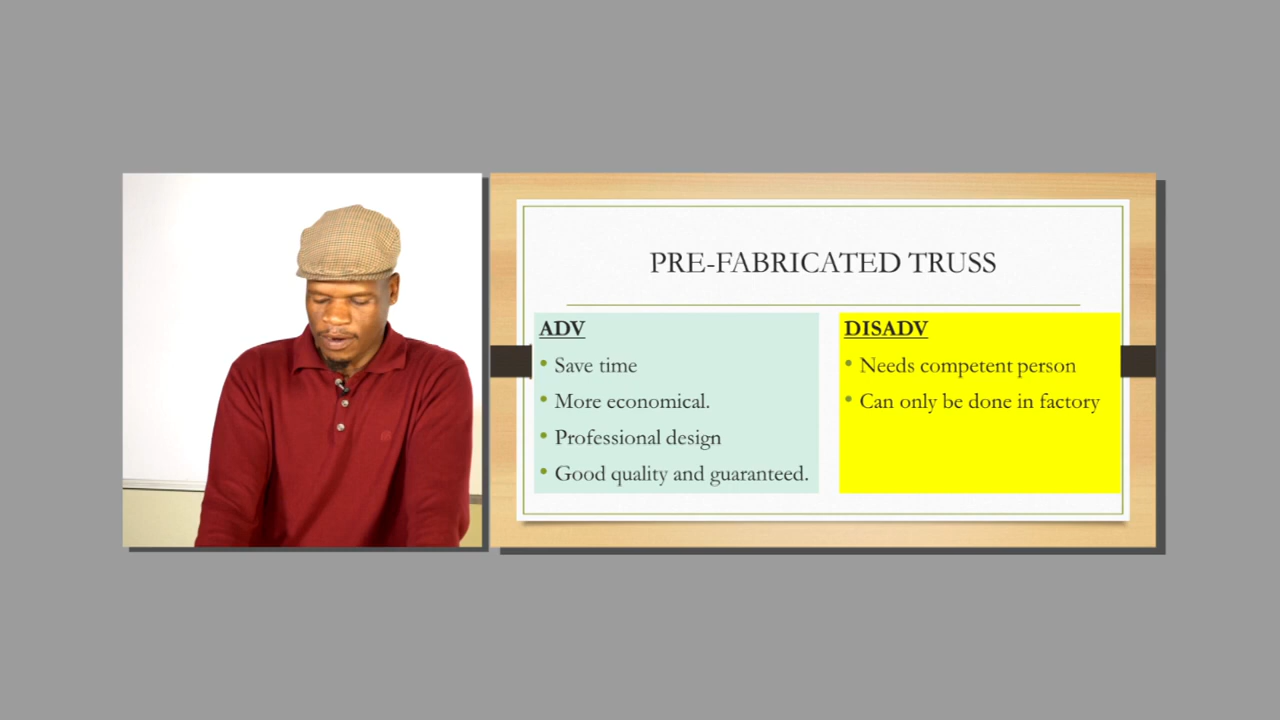 PRE-FABRICATED TRUSS
ADV
• Save time
• More economical.
• Professional design
• Good quality and guaranteed.
DISADV
• Needs competent person
• Can only be done in factory